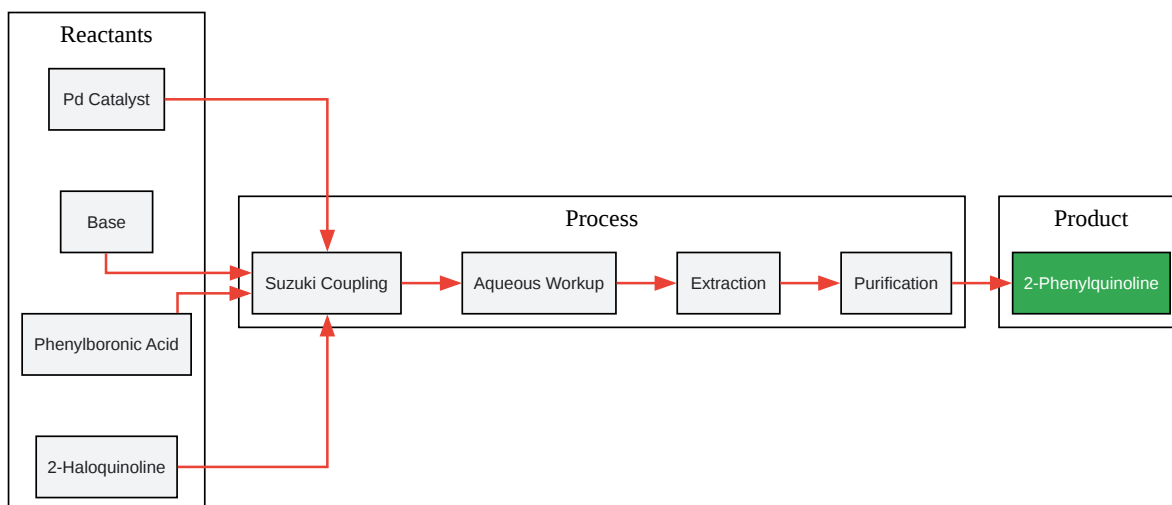 Reactants
Pd Catalyst
Base
Phenylboronic Acid
2-Haloquinoline
Process
Suzuki Coupling
Aqueous Workup
Extraction
Purification
Product
2-Phenylquinoline